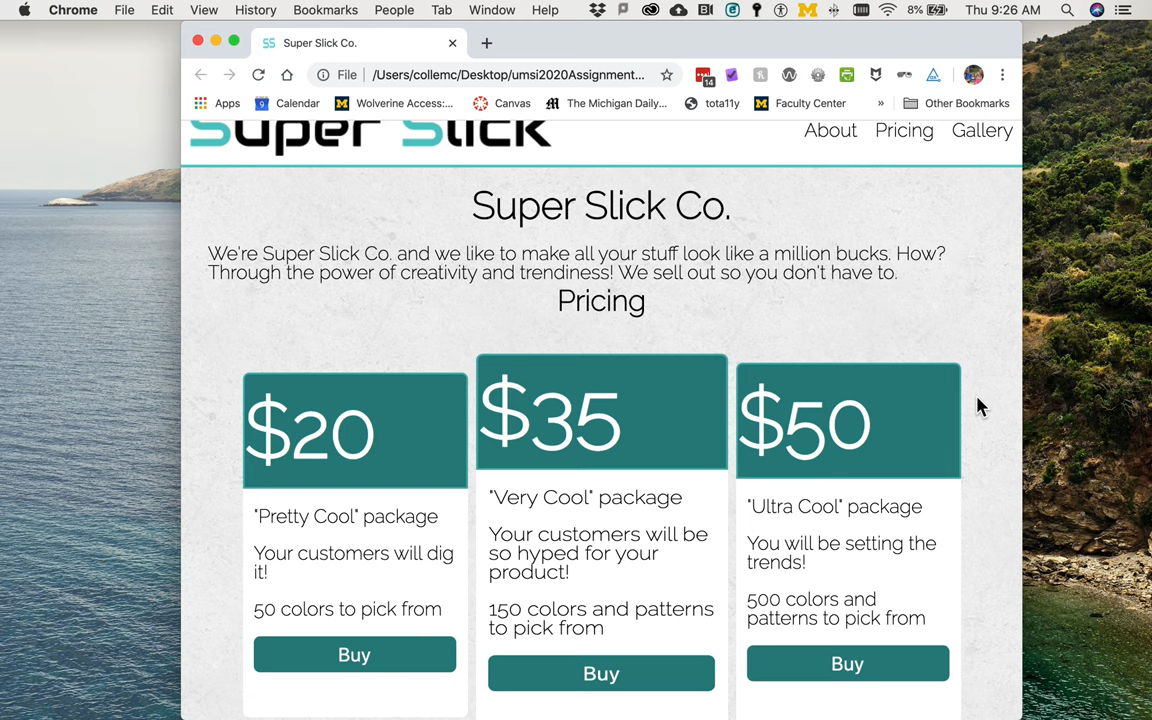 Chrome File Edit View History Bookmarks People Tab Window Help 8% Thu 9:26 AM
SS Super Slick Co.
File /Users/collemc/Desktop/umsi2020Assignment... 14
Apps 9 Calendar M Wolverine Access:... Canvas The Michigan Daily... tota11y M Faculty Center » Other Bookmarks
Super Slick About Pricing Gallery
Super Slick Co.
We're Super Slick Co. and we like to make all your stuff look like a million bucks. How?
Through the power of creativity and trendiness! We sell out so you don't have to.
Pricing
$20
"Pretty Cool" package
Your customers will dig
it!
50 colors to pick from
Buy
$35
"Very Cool" package
Your customers will be
so hyped for your
product!
150 colors and patterns
to pick from
Buy
$50
"Ultra Cool" package
You will be setting the
trends!
500 colors and
patterns to pick from
Buy